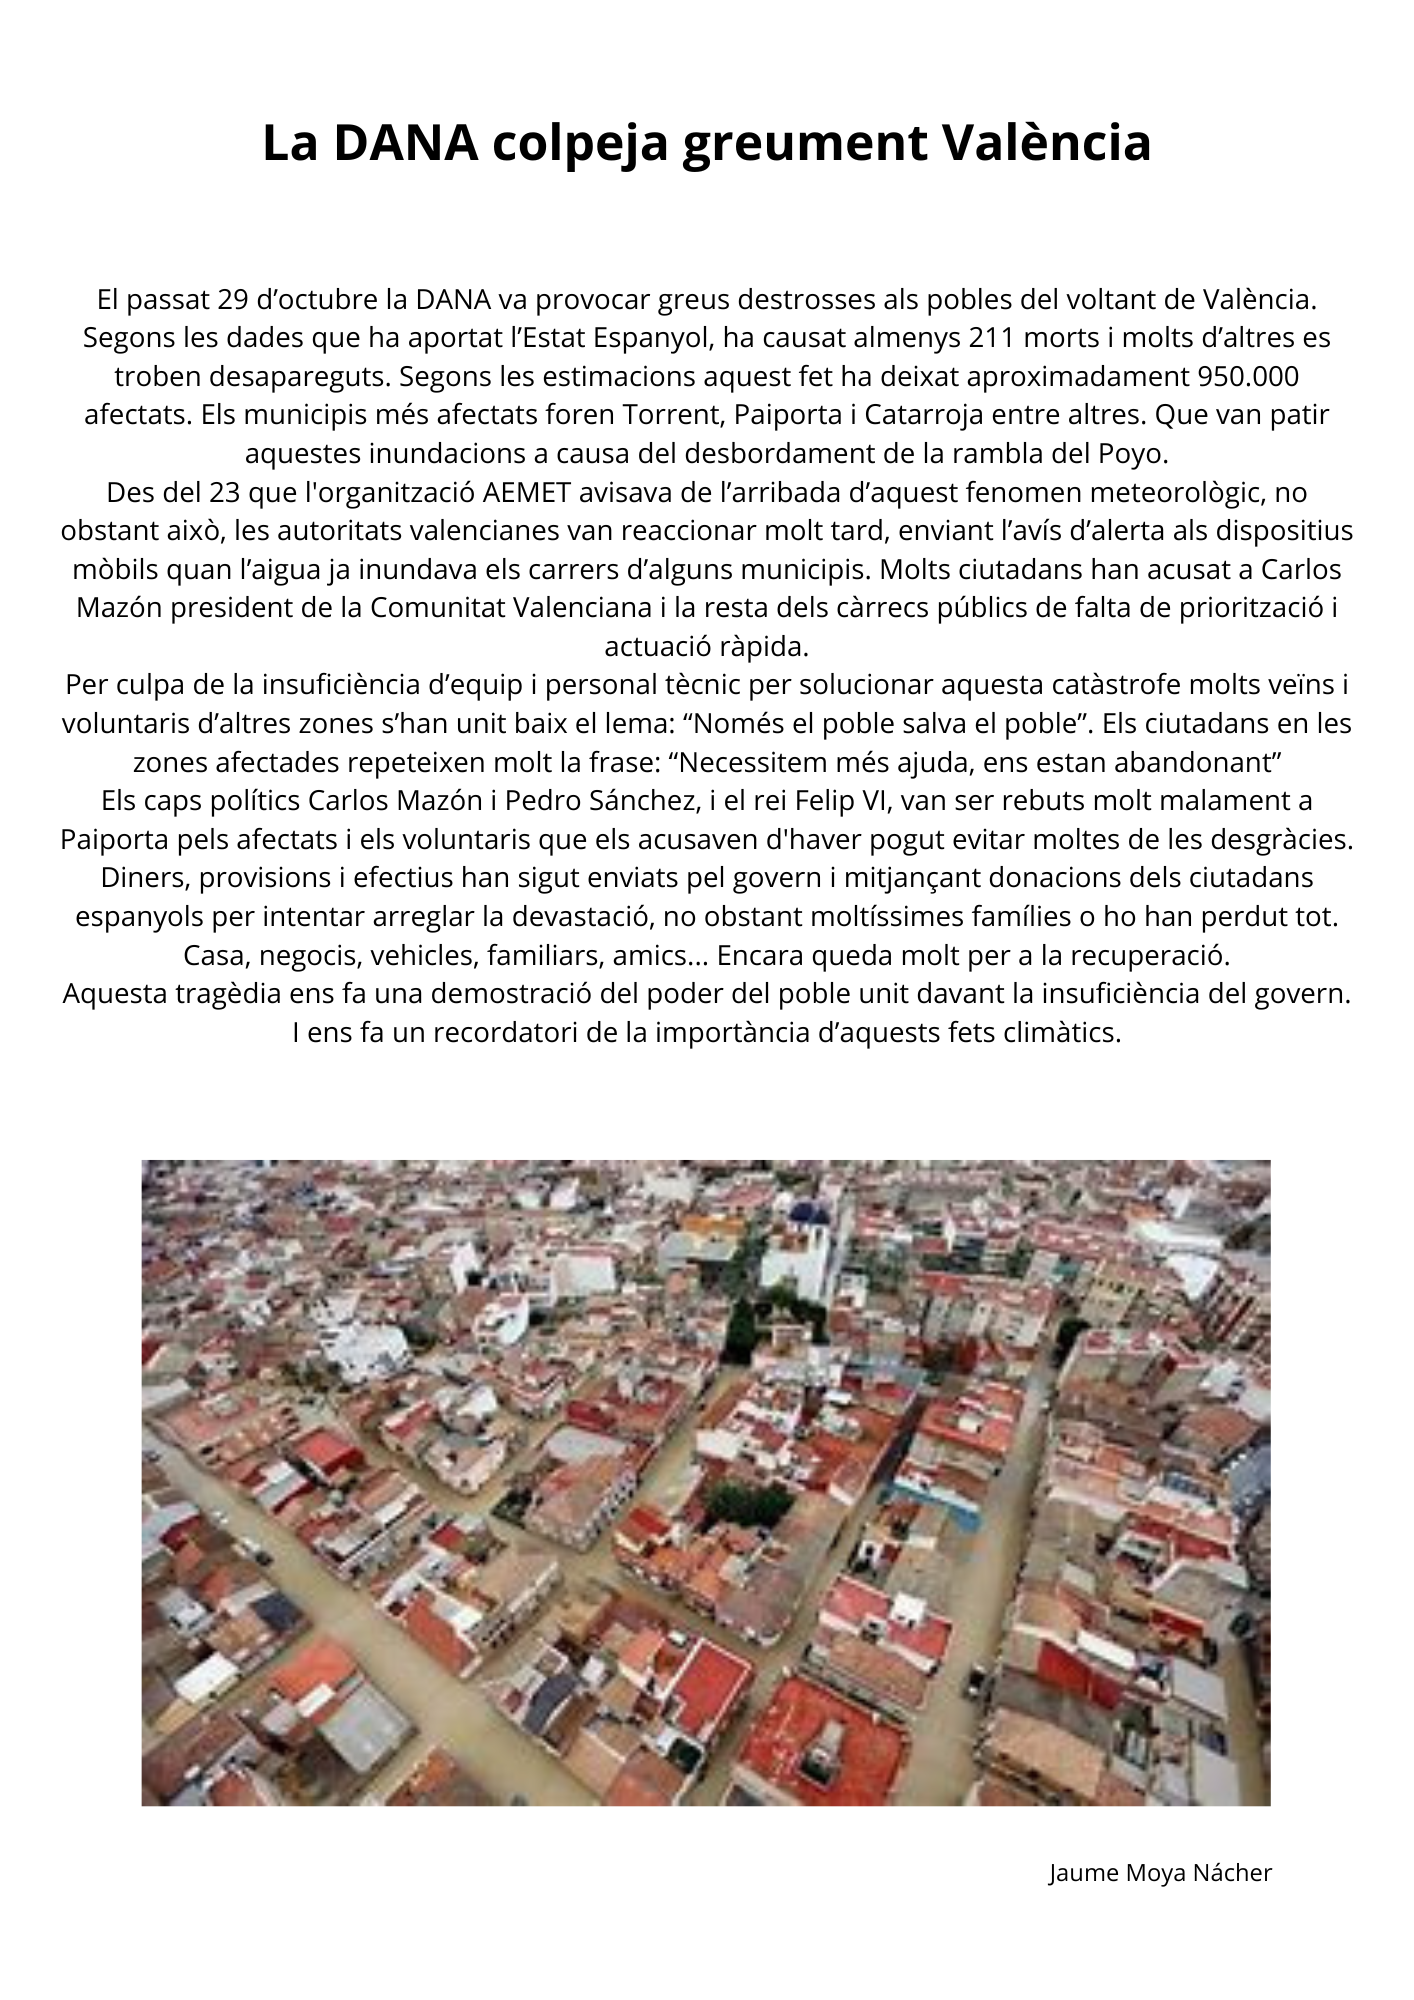 La DANA colpeja greument València
El passat 29 d’octubre la DANA va provocar greus destrosses als pobles del voltant de València.
Segons les dades que ha aportat l’Estat Espanyol, ha causat almenys 211 morts i molts d’altres es
troben desapareguts. Segons les estimacions aquest fet ha deixat aproximadament 950.000
afectats. Els municipis més afectats foren Torrent, Paiporta i Catarroja entre altres. Que van patir
aquestes inundacions a causa del desbordament de la rambla del Poyo.
Des del 23 que l'organització AEMET avisava de l’arribada d’aquest fenomen meteorològic, no
obstant això, les autoritats valencianes van reaccionar molt tard, enviant l’avís d’alerta als dispositius
mòbils quan l’aigua ja inundava els carrers d’alguns municipis. Molts ciutadans han acusat a Carlos
Mazón president de la Comunitat Valenciana i la resta dels càrrecs públics de falta de priorització i
actuació ràpida.
Per culpa de la insuficiència d’equip i personal tècnic per solucionar aquesta catàstrofe molts veïns i
voluntaris d’altres zones s’han unit baix el lema: “Només el poble salva el poble”. Els ciutadans en les
zones afectades repeteixen molt la frase: “Necessitem més ajuda, ens estan abandonant”
Els caps polítics Carlos Mazón i Pedro Sánchez, i el rei Felip VI, van ser rebuts molt malament a
Paiporta pels afectats i els voluntaris que els acusaven d'haver pogut evitar moltes de les desgràcies.
Diners, provisions i efectius han sigut enviats pel govern i mitjançant donacions dels ciutadans
espanyols per intentar arreglar la devastació, no obstant moltíssimes famílies o ho han perdut tot.
Casa, negocis, vehicles, familiars, amics... Encara queda molt per a la recuperació.
Aquesta tragèdia ens fa una demostració del poder del poble unit davant la insuficiència del govern.
I ens fa un recordatori de la importància d’aquests fets climàtics.
Jaume Moya Nácher